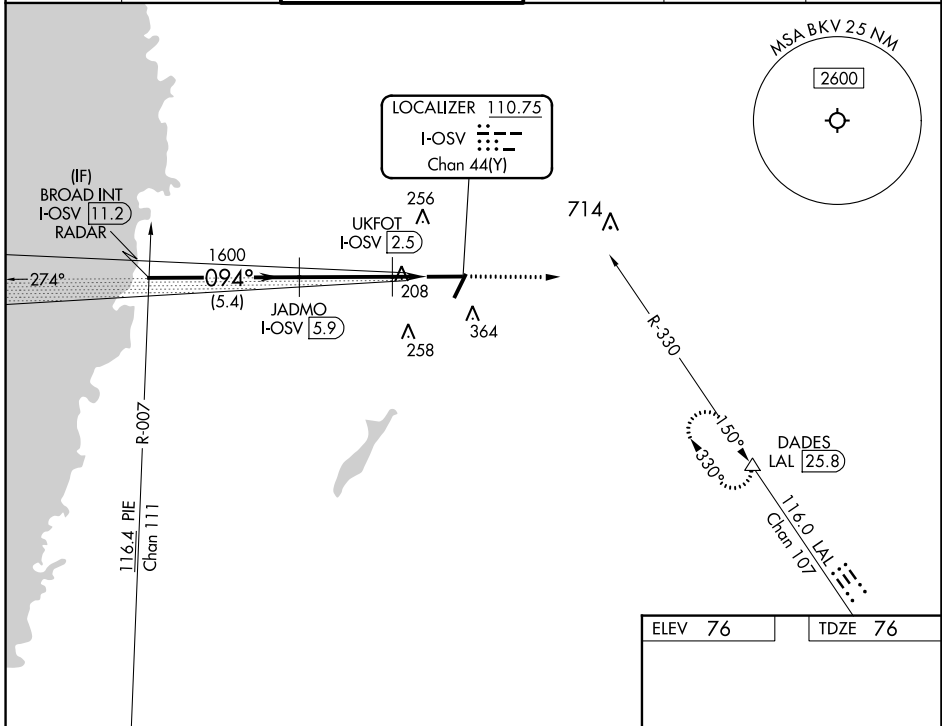 MSA BKV 25 NM
2600
LOCALIZER 110.75
I-OSV
Chan 44(Y)
(IF)
BROAD INT
I-OSV 11.2
RADAR
256
714
UKFOT
I-OSV 2.5
1600
274°
094°
(5.4)
208
JADMO
I-OSV 5.9
364
258
R-330
R-007
150°
330°
DADES
LAL 25.8
116.4 PIE
Chan 111
116.0 LAL
Chan 107
ELEV 76
TDZE 76